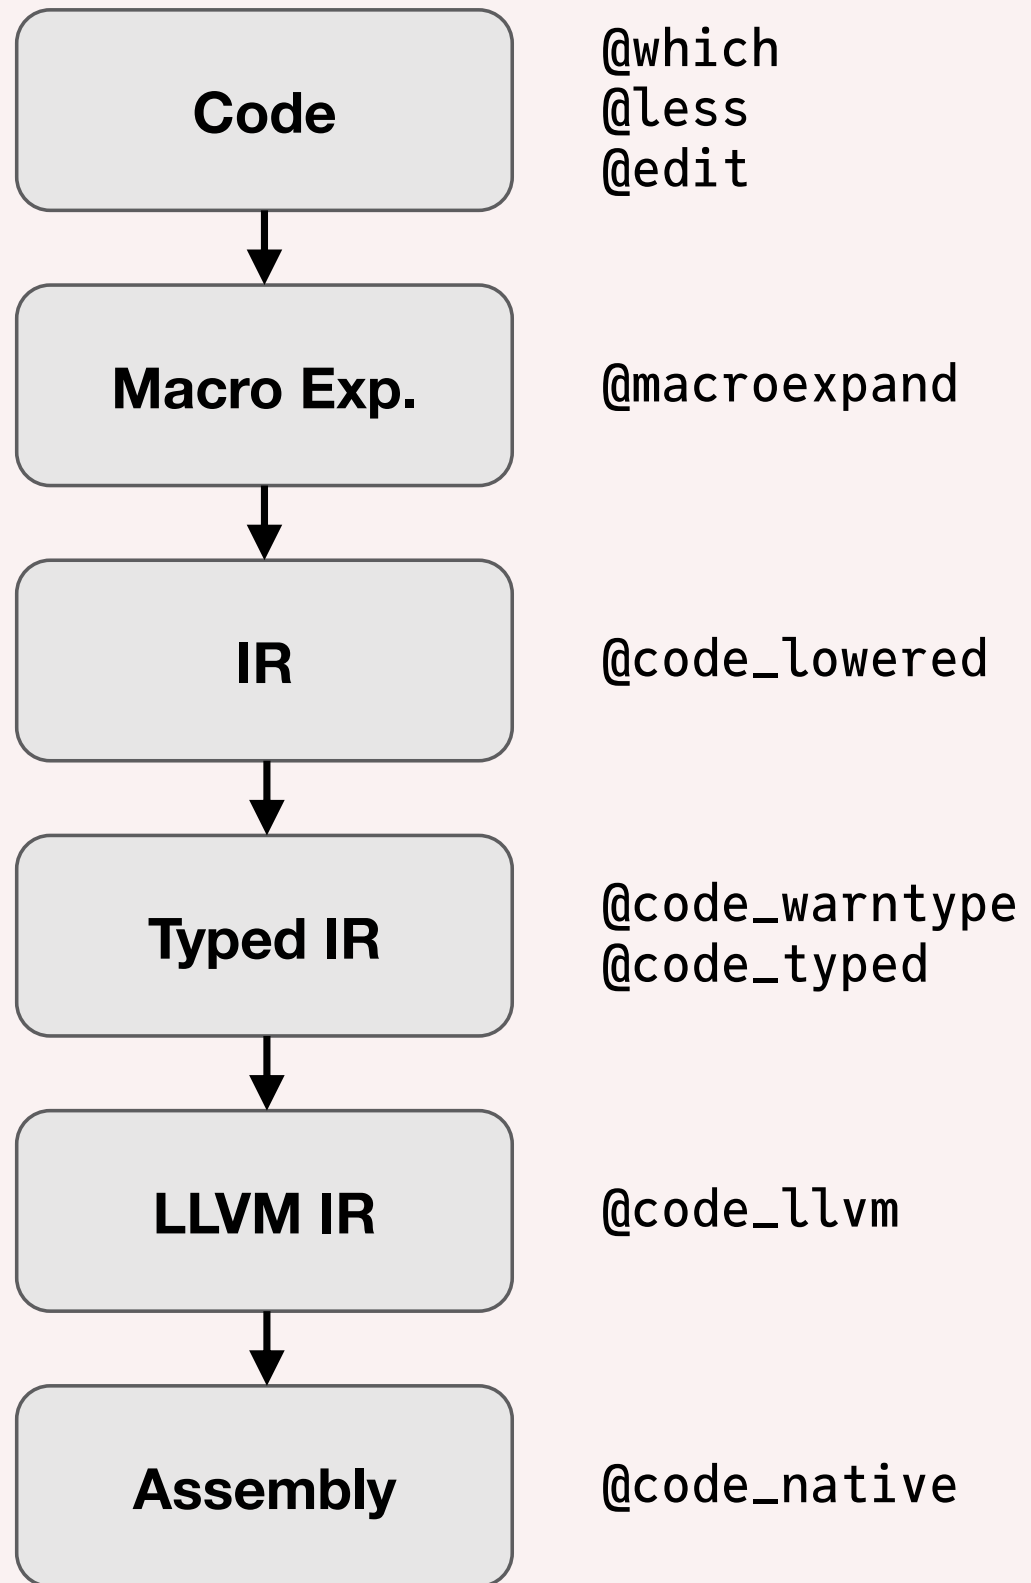 Code
@which
@less
@edit
Macro Exp.
@macroexpand
IR
@code_lowered
Typed IR
@code_warntype
@code_typed
LLVM IR
@code_llvm
Assembly
@code_native